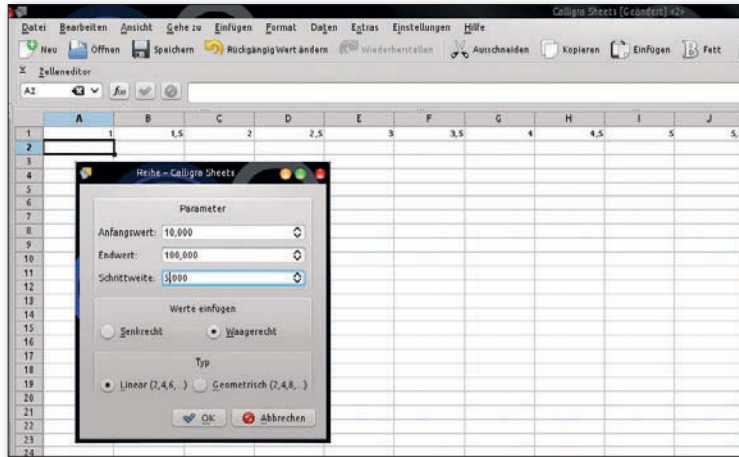 Calligra Sheets [Geändert] <2>
Datei Bearbeiten Ansicht Gehe zu Einfügen Format Daten Extras Einstellungen Hilfe
Neu Öffnen Speichern Rückgängig: Wert ändern Wiederherstellen Ausschneiden Kopieren Einfügen Fett
Zelleneditor
A2
A B C D E F G H I J
1 1 1,5 2 2,5 3 3,5 4 4,5 5 5,
2
3
4
5
6
7
8
9
10
11
12
13
14
15
16
17
18
19
20
21
22
23
24
Reihe – Calligra Sheets
Parameter
Anfangswert: 10,000
Endwert: 100,000
Schrittweite: 5,000
Werte einfügen
Senkrecht Waagerecht
Typ
Linear (2,4,6,...) Geometrisch (2,4,8,...)
OK Abbrechen